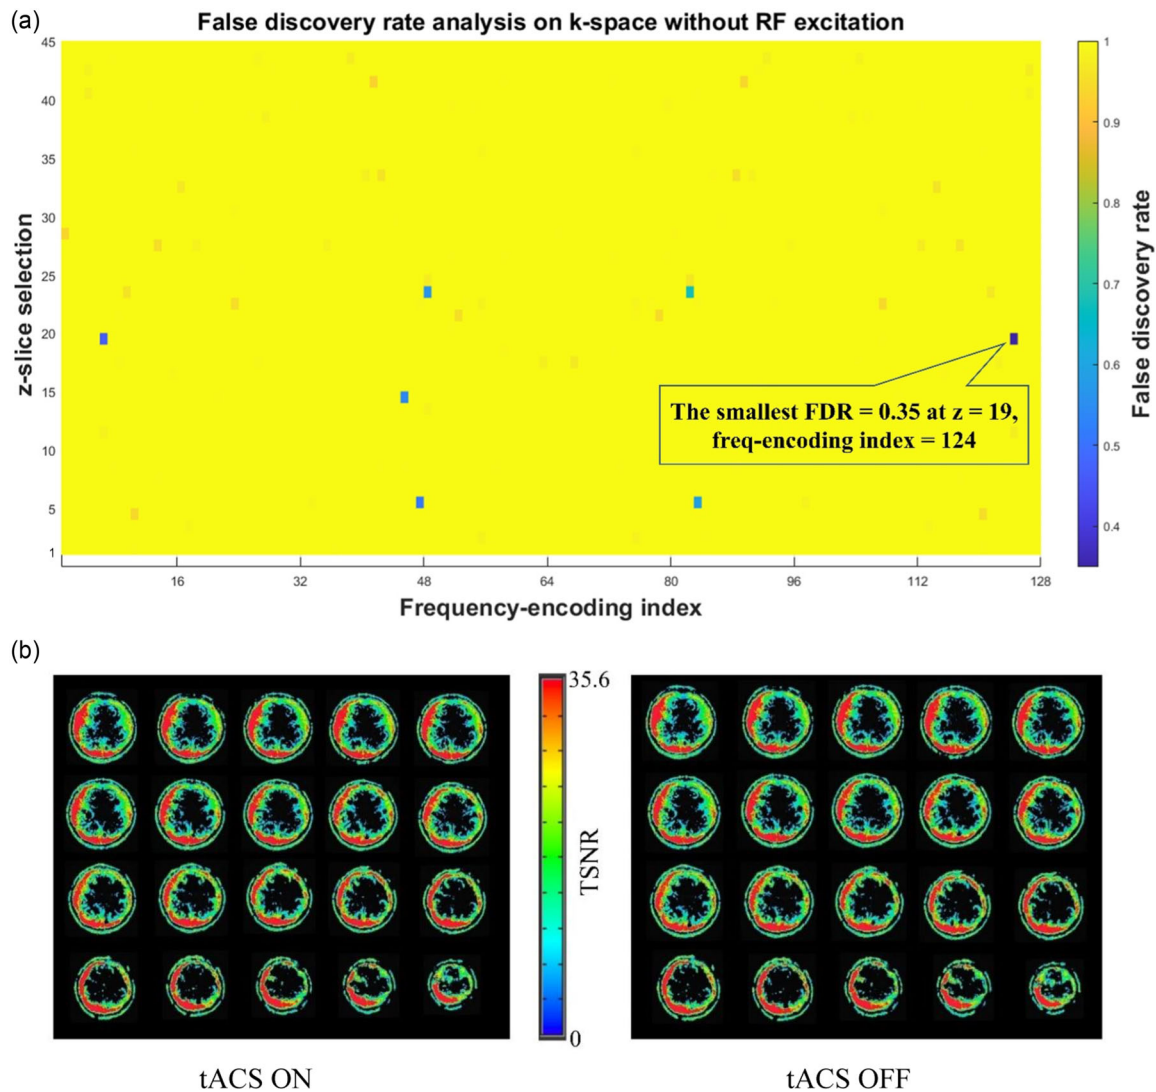 (a)
False discovery rate analysis on k-space without RF excitation
45
40
35
30
25
20
15
10
5
1
z-slice selection
16
32
48
64
80
96
112
128
Frequency-encoding index
The smallest FDR = 0.35 at z = 19,
freq-encoding index = 124
1
0.9
0.8
0.7
0.6
0.5
0.4
False discovery rate
(b)
35.6
TSNR
0
tACS ON
tACS OFF